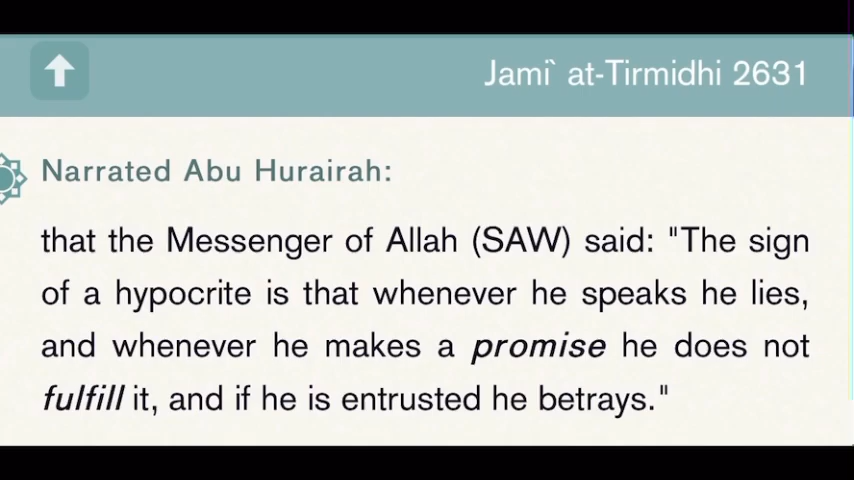 Jami` at-Tirmidhi 2631
Narrated Abu Hurairah:
that the Messenger of Allah (SAW) said: "The sign
of a hypocrite is that whenever he speaks he lies,
and whenever he makes a promise he does not
fulfill it, and if he is entrusted he betrays."